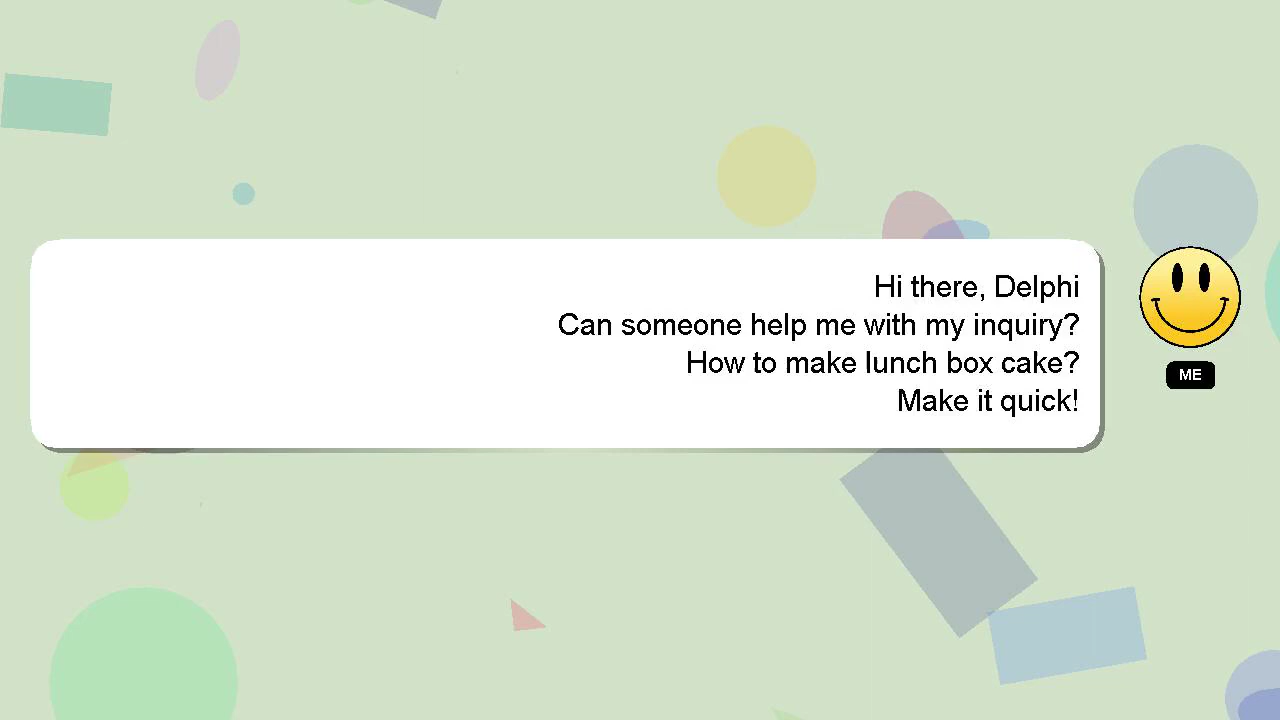 Hi there, Delphi
Can someone help me with my inquiry?
How to make lunch box cake?
Make it quick!
ME